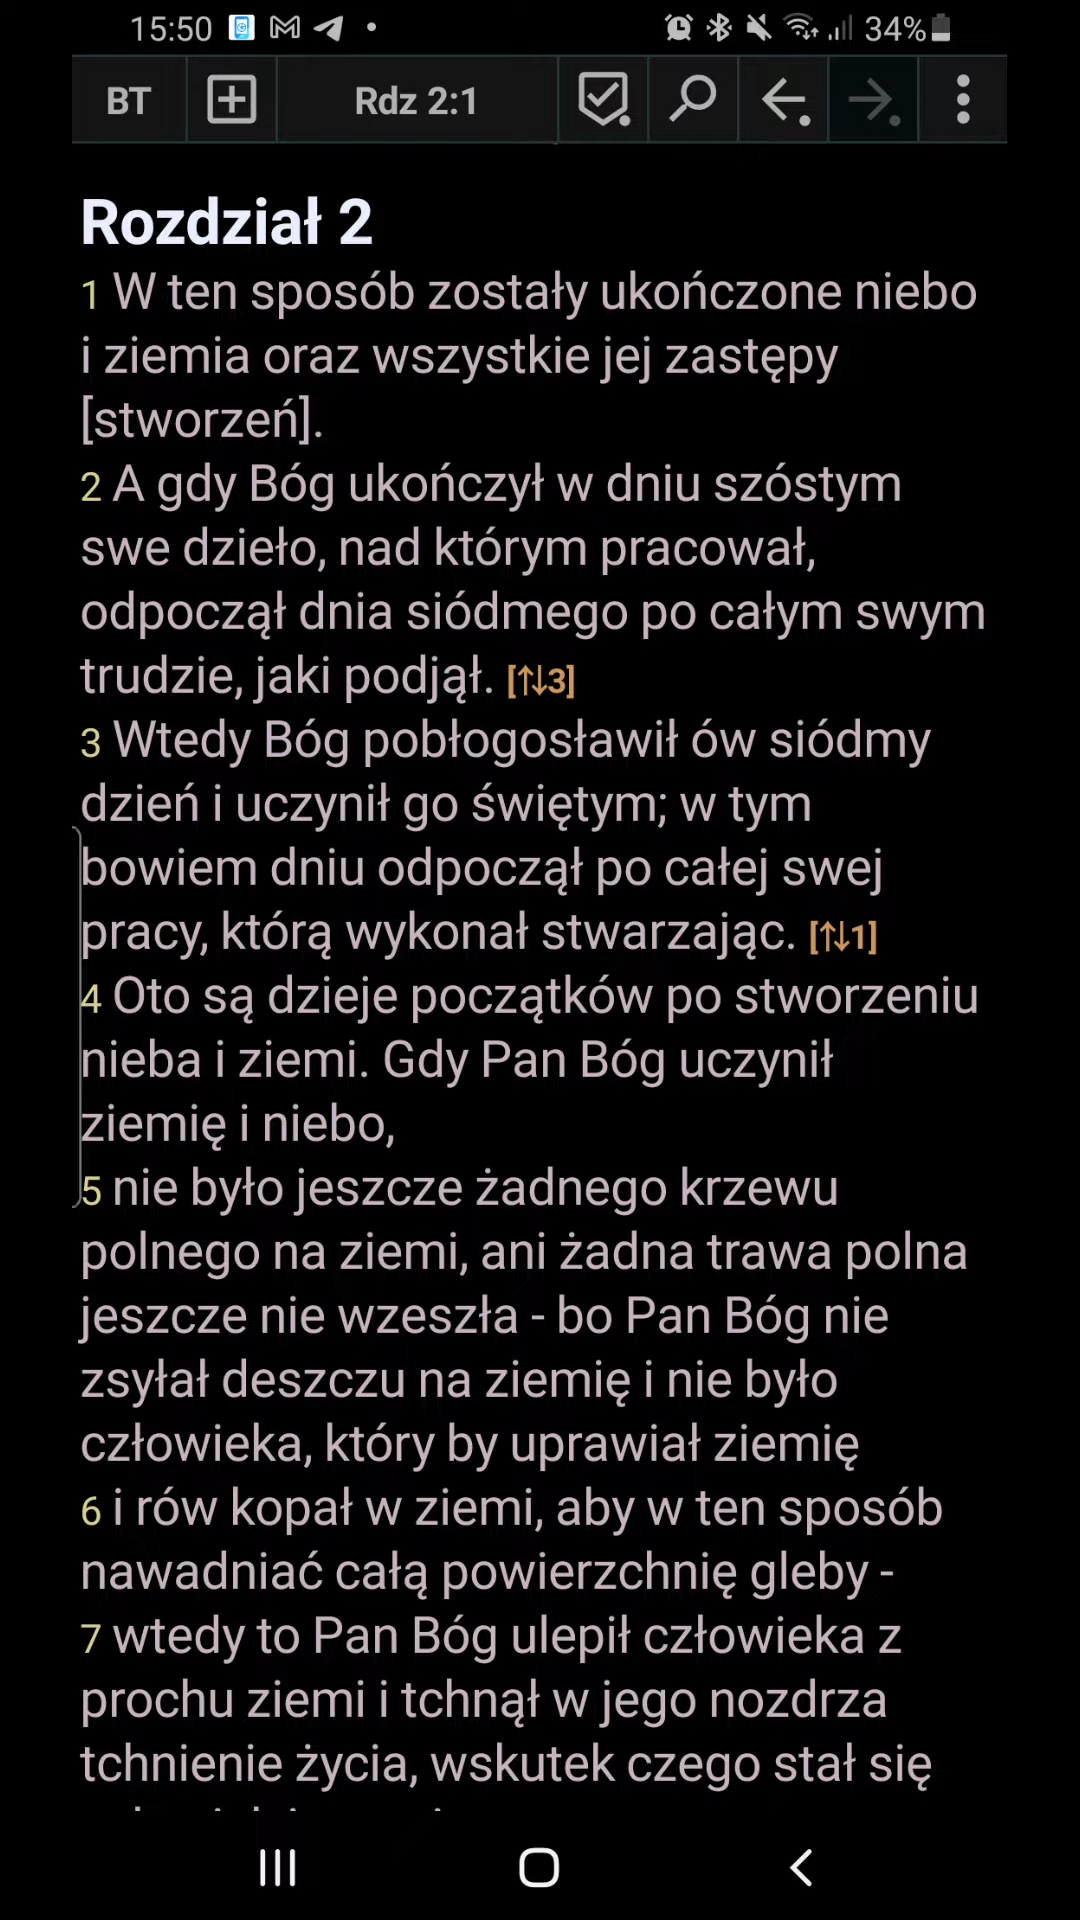 15:50
34%
BT
Rdz 2:1
Rozdział 2
1 W ten sposób zostały ukończone niebo
i ziemia oraz wszystkie jej zastępy
[stworzeń].
2 A gdy Bóg ukończył w dniu szóstym
swe dzieło, nad którym pracował,
odpoczął dnia siódmego po całym swym
trudzie, jaki podjął. [↑↓3]
3 Wtedy Bóg pobłogosławił ów siódmy
dzień i uczynił go świętym; w tym
bowiem dniu odpoczął po całej swej
pracy, którą wykonał stwarzając. [↑↓1]
4 Oto są dzieje początków po stworzeniu
nieba i ziemi. Gdy Pan Bóg uczynił
ziemię i niebo,
5 nie było jeszcze żadnego krzewu
polnego na ziemi, ani żadna trawa polna
jeszcze nie wzeszła - bo Pan Bóg nie
zsyłał deszczu na ziemię i nie było
człowieka, który by uprawiał ziemię
6 i rów kopał w ziemi, aby w ten sposób
nawadniać całą powierzchnię gleby -
7 wtedy to Pan Bóg ulepił człowieka z
prochu ziemi i tchnął w jego nozdrza
tchnienie życia, wskutek czego stał się